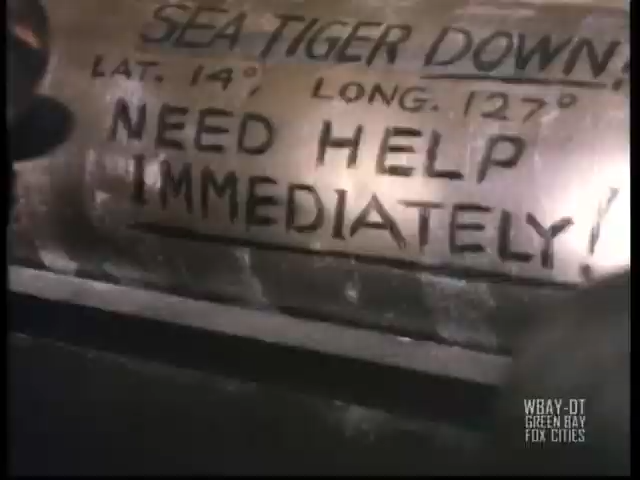 SEA TIGER DOWN!
LAT. 14°, LONG. 127°
NEED HELP
IMMEDIATELY!
WBAY-DT
GREEN BAY
FOX CITIES